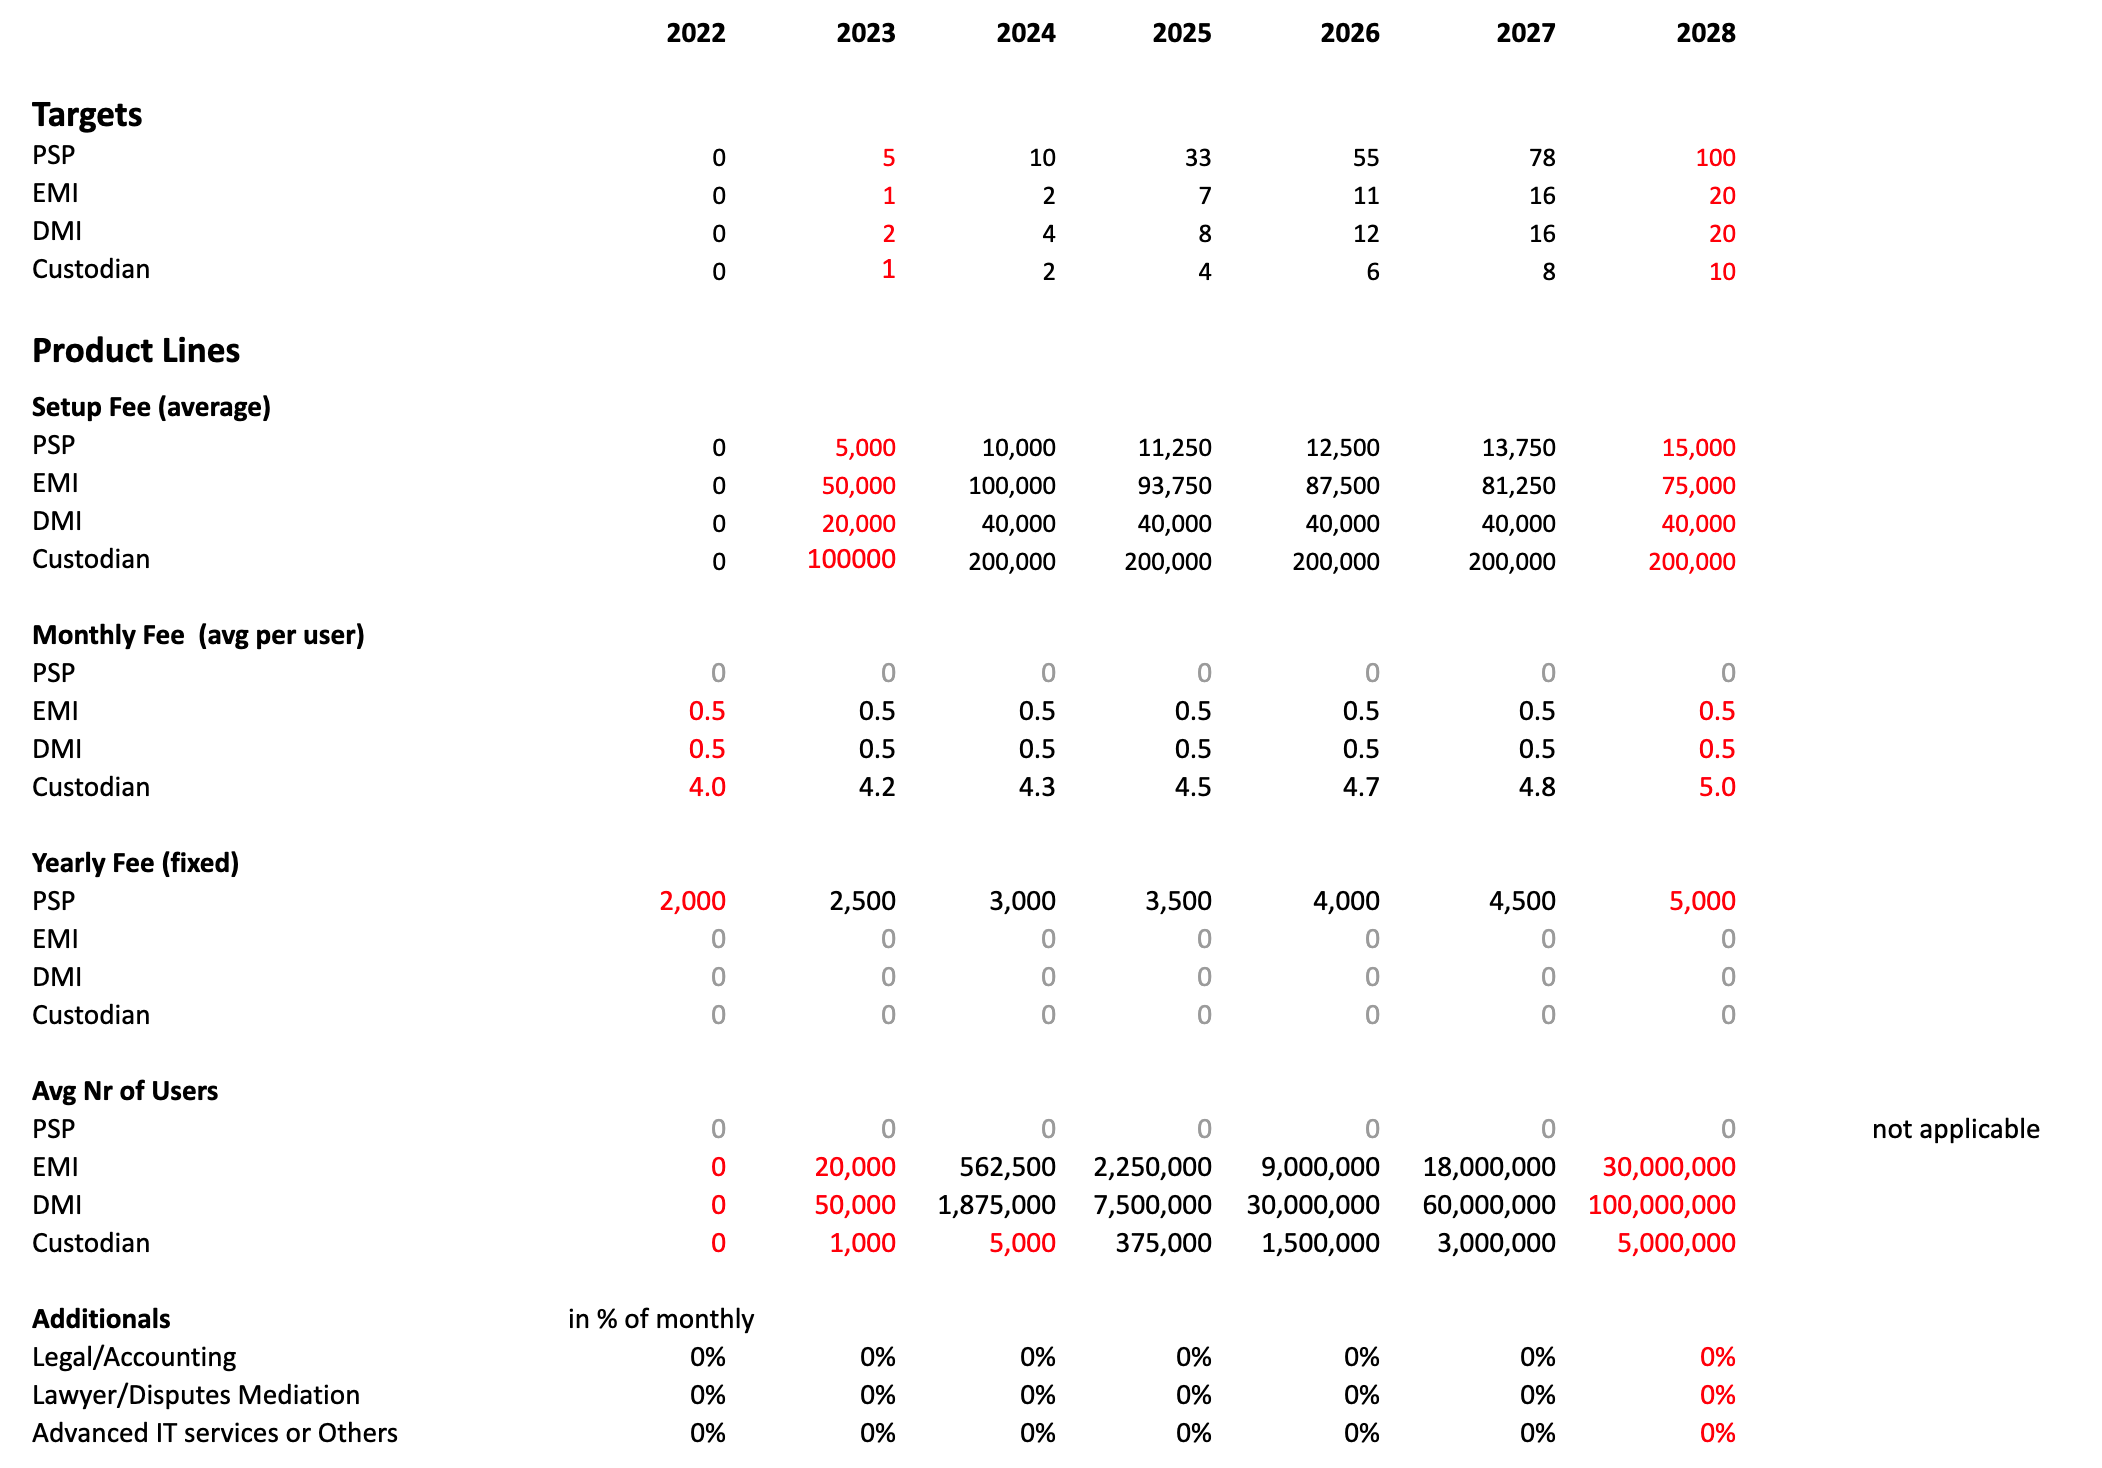 2022 2023 2024 2025 2026 2027 2028
Targets
PSP 0 5 10 33 55 78 100
EMI 0 1 2 7 11 16 20
DMI 0 2 4 8 12 16 20
Custodian 0 1 2 4 6 8 10
Product Lines
Setup Fee (average)
PSP 0 5,000 10,000 11,250 12,500 13,750 15,000
EMI 0 50,000 100,000 93,750 87,500 81,250 75,000
DMI 0 20,000 40,000 40,000 40,000 40,000 40,000
Custodian 0 100000 200,000 200,000 200,000 200,000 200,000
Monthly Fee (avg per user)
PSP 0 0 0 0 0 0 0
EMI 0.5 0.5 0.5 0.5 0.5 0.5 0.5
DMI 0.5 0.5 0.5 0.5 0.5 0.5 0.5
Custodian 4.0 4.2 4.3 4.5 4.7 4.8 5.0
Yearly Fee (fixed)
PSP 2,000 2,500 3,000 3,500 4,000 4,500 5,000
EMI 0 0 0 0 0 0 0
DMI 0 0 0 0 0 0 0
Custodian 0 0 0 0 0 0 0
Avg Nr of Users
PSP 0 0 0 0 0 0 0 not applicable
EMI 0 20,000 562,500 2,250,000 9,000,000 18,000,000 30,000,000
DMI 0 50,000 1,875,000 7,500,000 30,000,000 60,000,000 100,000,000
Custodian 0 1,000 5,000 375,000 1,500,000 3,000,000 5,000,000
Additionals in % of monthly
Legal/Accounting 0% 0% 0% 0% 0% 0% 0%
Lawyer/Disputes Mediation 0% 0% 0% 0% 0% 0% 0%
Advanced IT services or Others 0% 0% 0% 0% 0% 0% 0%